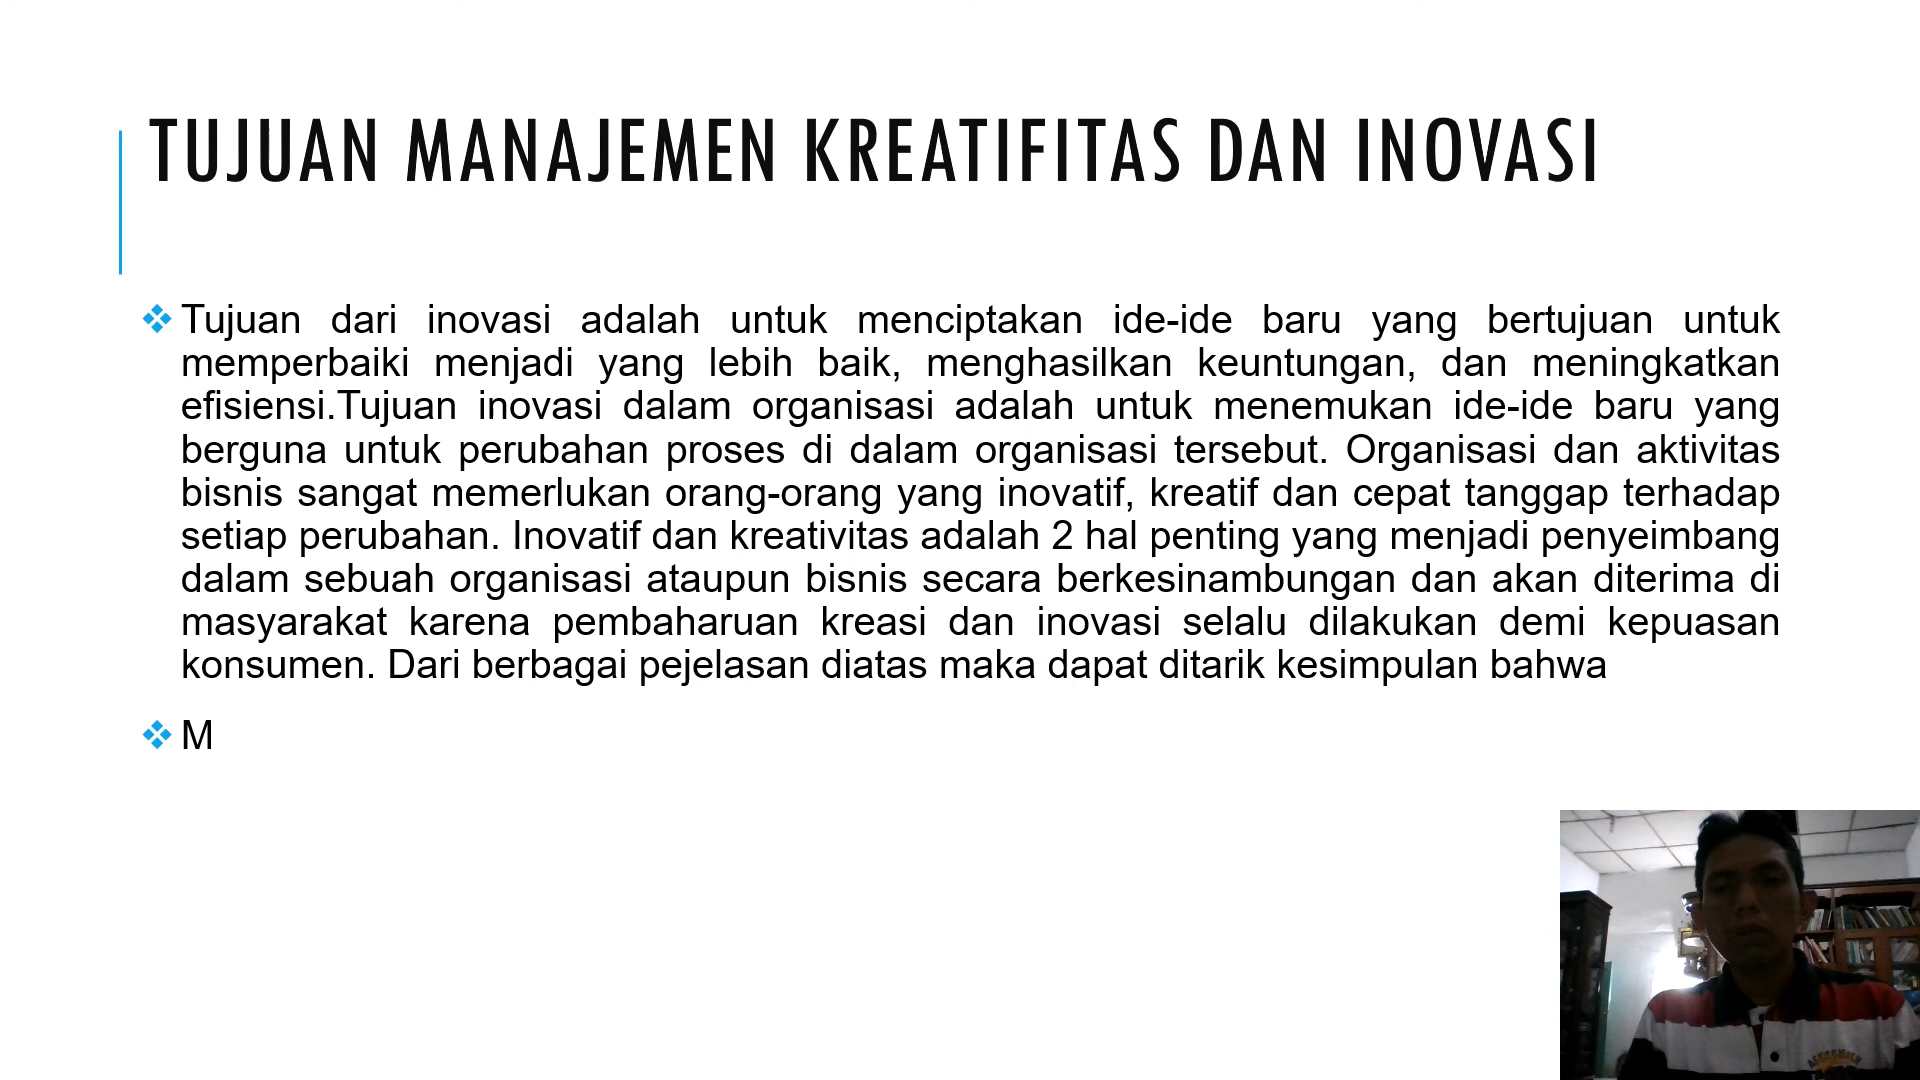 TUJUAN MANAJEMEN KREATIFITAS DAN INOVASI
Tujuan dari inovasi adalah untuk menciptakan ide-ide baru yang bertujuan untuk
memperbaiki menjadi yang lebih baik, menghasilkan keuntungan, dan meningkatkan
efisiensi.Tujuan inovasi dalam organisasi adalah untuk menemukan ide-ide baru yang
berguna untuk perubahan proses di dalam organisasi tersebut. Organisasi dan aktivitas
bisnis sangat memerlukan orang-orang yang inovatif, kreatif dan cepat tanggap terhadap
setiap perubahan. Inovatif dan kreativitas adalah 2 hal penting yang menjadi penyeimbang
dalam sebuah organisasi ataupun bisnis secara berkesinambungan dan akan diterima di
masyarakat karena pembaharuan kreasi dan inovasi selalu dilakukan demi kepuasan
konsumen. Dari berbagai pejelasan diatas maka dapat ditarik kesimpulan bahwa
M